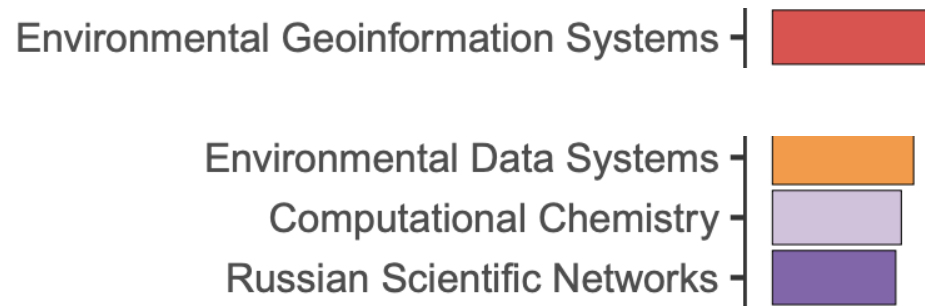 Environmental Geoinformation Systems
Environmental Data Systems
Computational Chemistry
Russian Scientific Networks